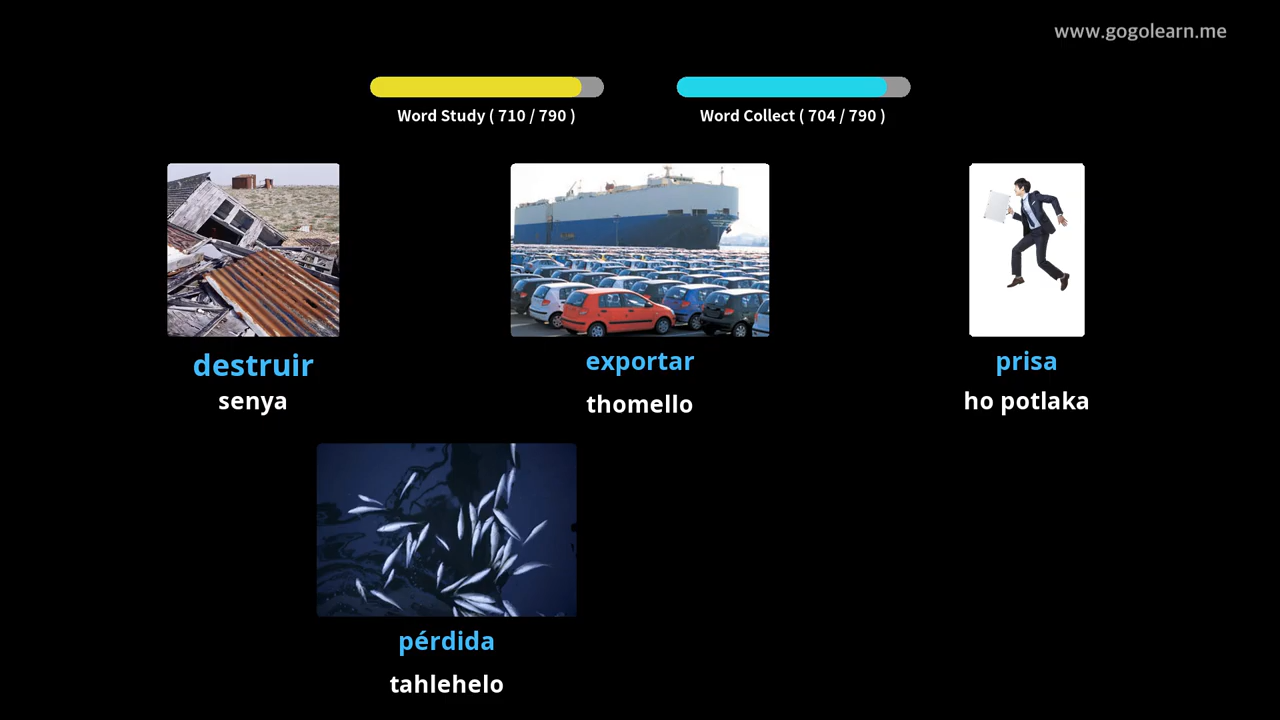 www.gogolearn.me
Word Study ( 710 / 790 )
Word Collect ( 704 / 790 )
destruir
senya
exportar
thomello
prisa
ho potlaka
pérdida
tahlehelo